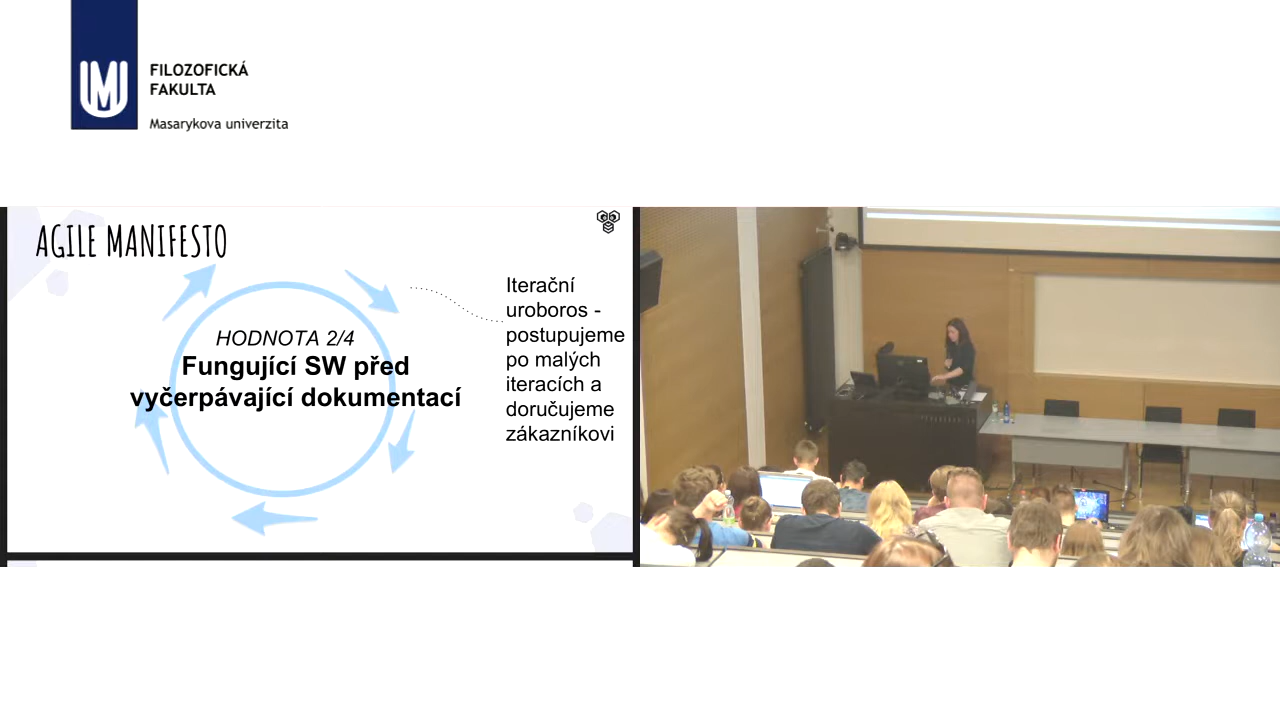 FILOZOFICKÁ
FAKULTA
Masarykova univerzita
AGILE MANIFESTO
HODNOTA 2/4
Fungující SW před
vyčerpávající dokumentací
Iterační
uroboros -
postupujeme
po malých
iteracích a
doručujeme
zákazníkovi